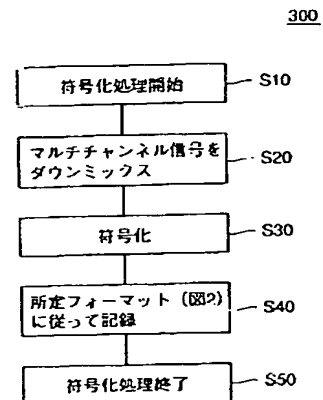 300
符号化処理開始
S10
マルチチャンネル信号を
ダウンミックス
S20
符号化
S30
所定フォーマット(図2)
に従って記録
S40
符号化処理終了
S50